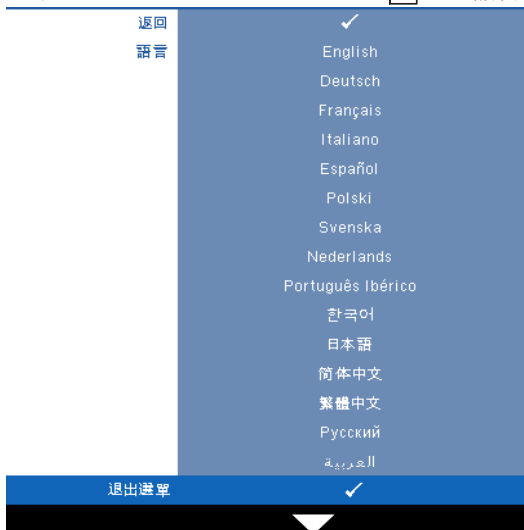 返回 ✓
語言 English
Deutsch
Français
Italiano
Español
Polski
Svenska
Nederlands
Português Ibérico
한국어
日本語
简体中文
繁體中文
Русский
العربية
退出選單 ✓